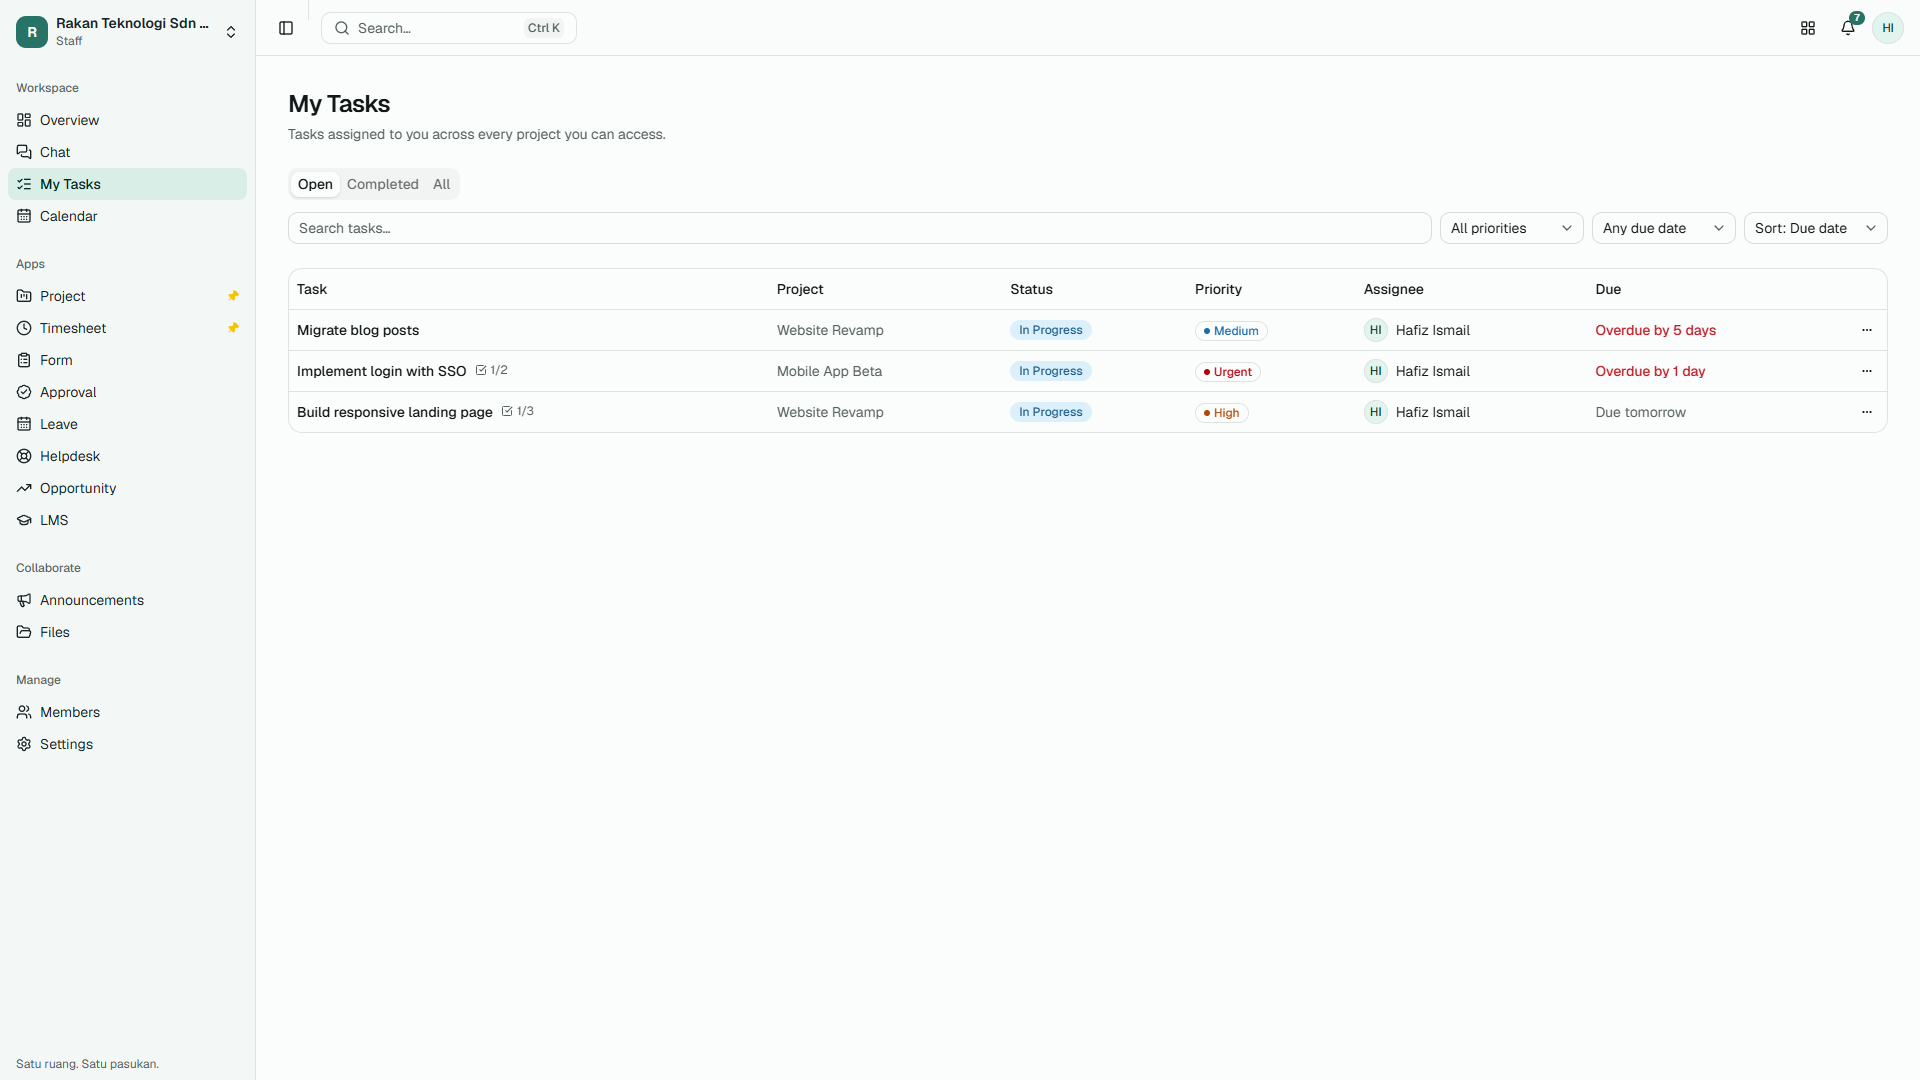 R
Rakan Teknologi Sdn ...
Staff
Workspace
Overview
Chat
My Tasks
Calendar
Apps
Project
Timesheet
Form
Approval
Leave
Helpdesk
Opportunity
LMS
Collaborate
Announcements
Files
Manage
Members
Settings
Satu ruang. Satu pasukan.
Search... Ctrl K
7
HI
My Tasks
Tasks assigned to you across every project you can access.
Open Completed All
Search tasks... All priorities Any due date Sort: Due date
Task Project Status Priority Assignee Due
Migrate blog posts Website Revamp In Progress Medium HI Hafiz Ismail Overdue by 5 days
Implement login with SSO 1/2 Mobile App Beta In Progress Urgent HI Hafiz Ismail Overdue by 1 day
Build responsive landing page 1/3 Website Revamp In Progress High HI Hafiz Ismail Due tomorrow